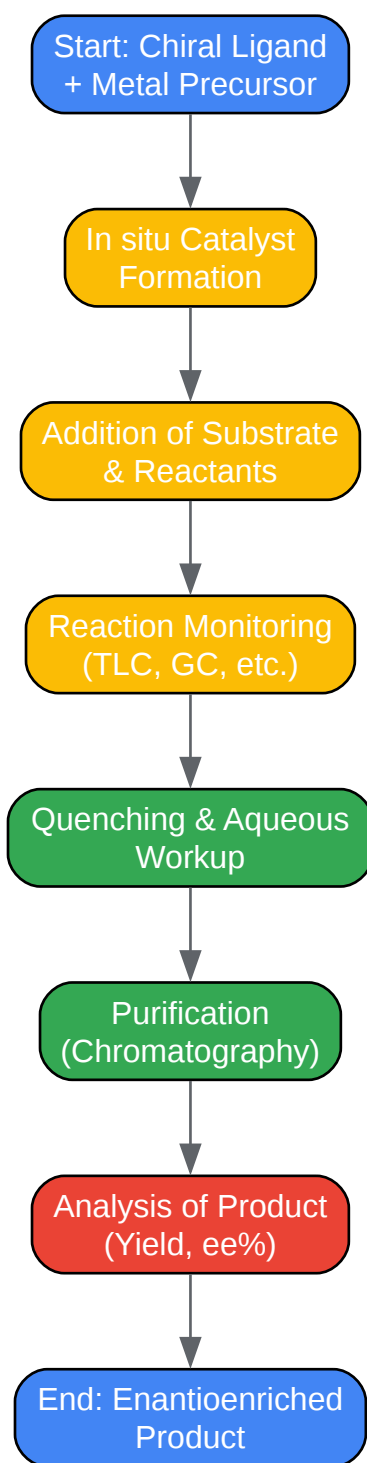 Start: Chiral Ligand
+ Metal Precursor
In situ Catalyst
Formation
Addition of Substrate
& Reactants
Reaction Monitoring
(TLC, GC, etc.)
Quenching & Aqueous
Workup
Purification
(Chromatography)
Analysis of Product
(Yield, ee%)
End: Enantioenriched
Product